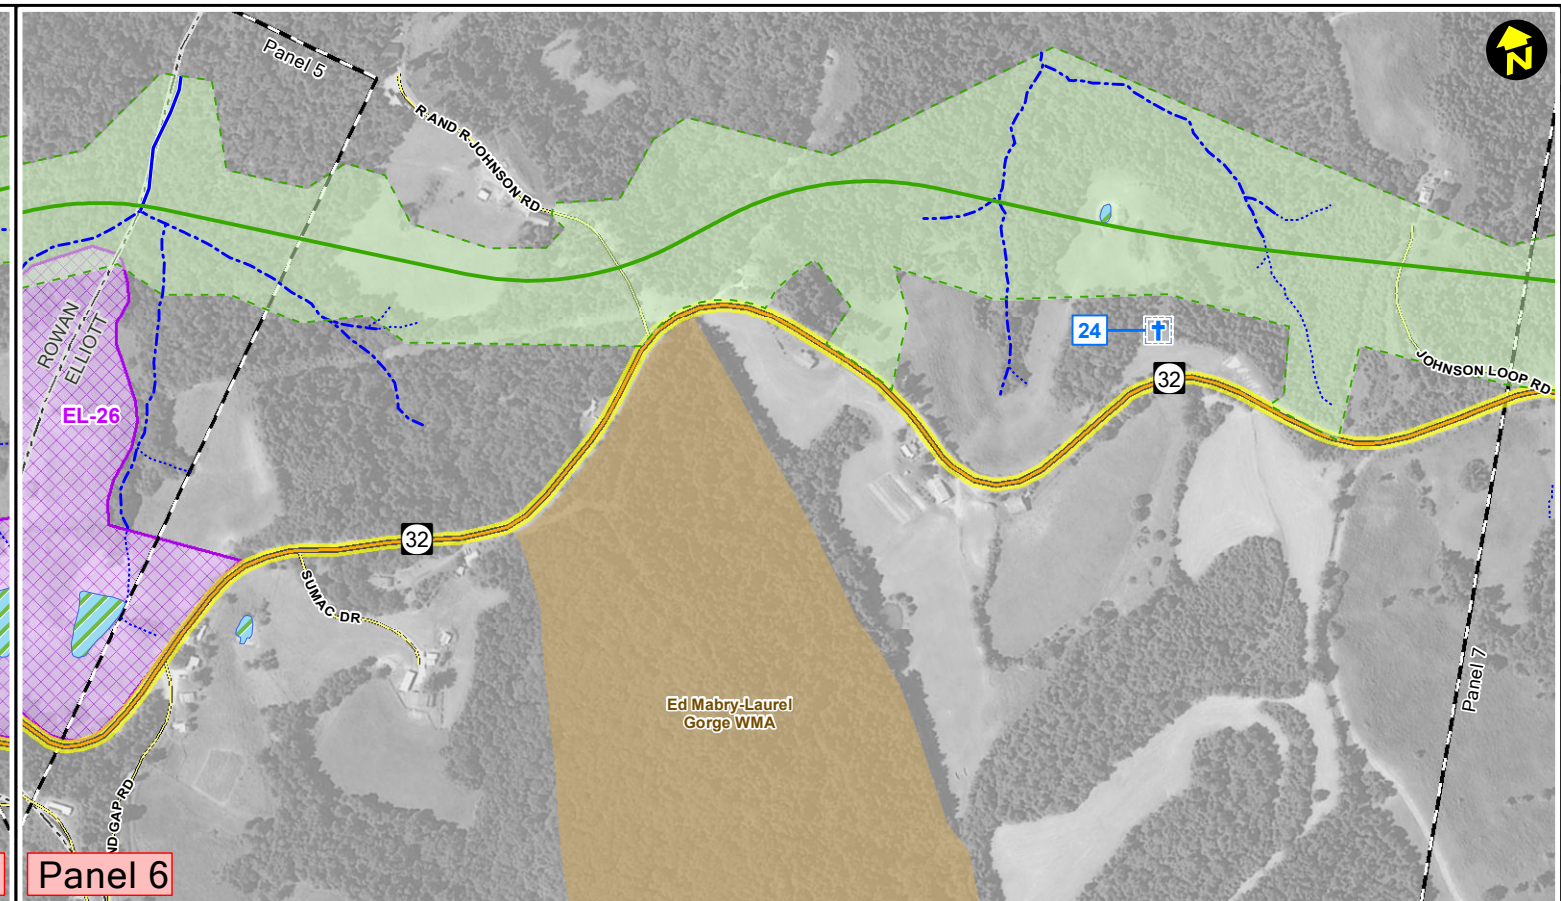 Panel 5
N
R AND R JOHNSON RD
ROWAN
ELLIOTT
24
32
JOHNSON LOOP RD
EL-26
32
SUMAC DR
Ed Mabry-Laurel
Gorge WMA
Panel 7
ND GAP RD
Panel 6